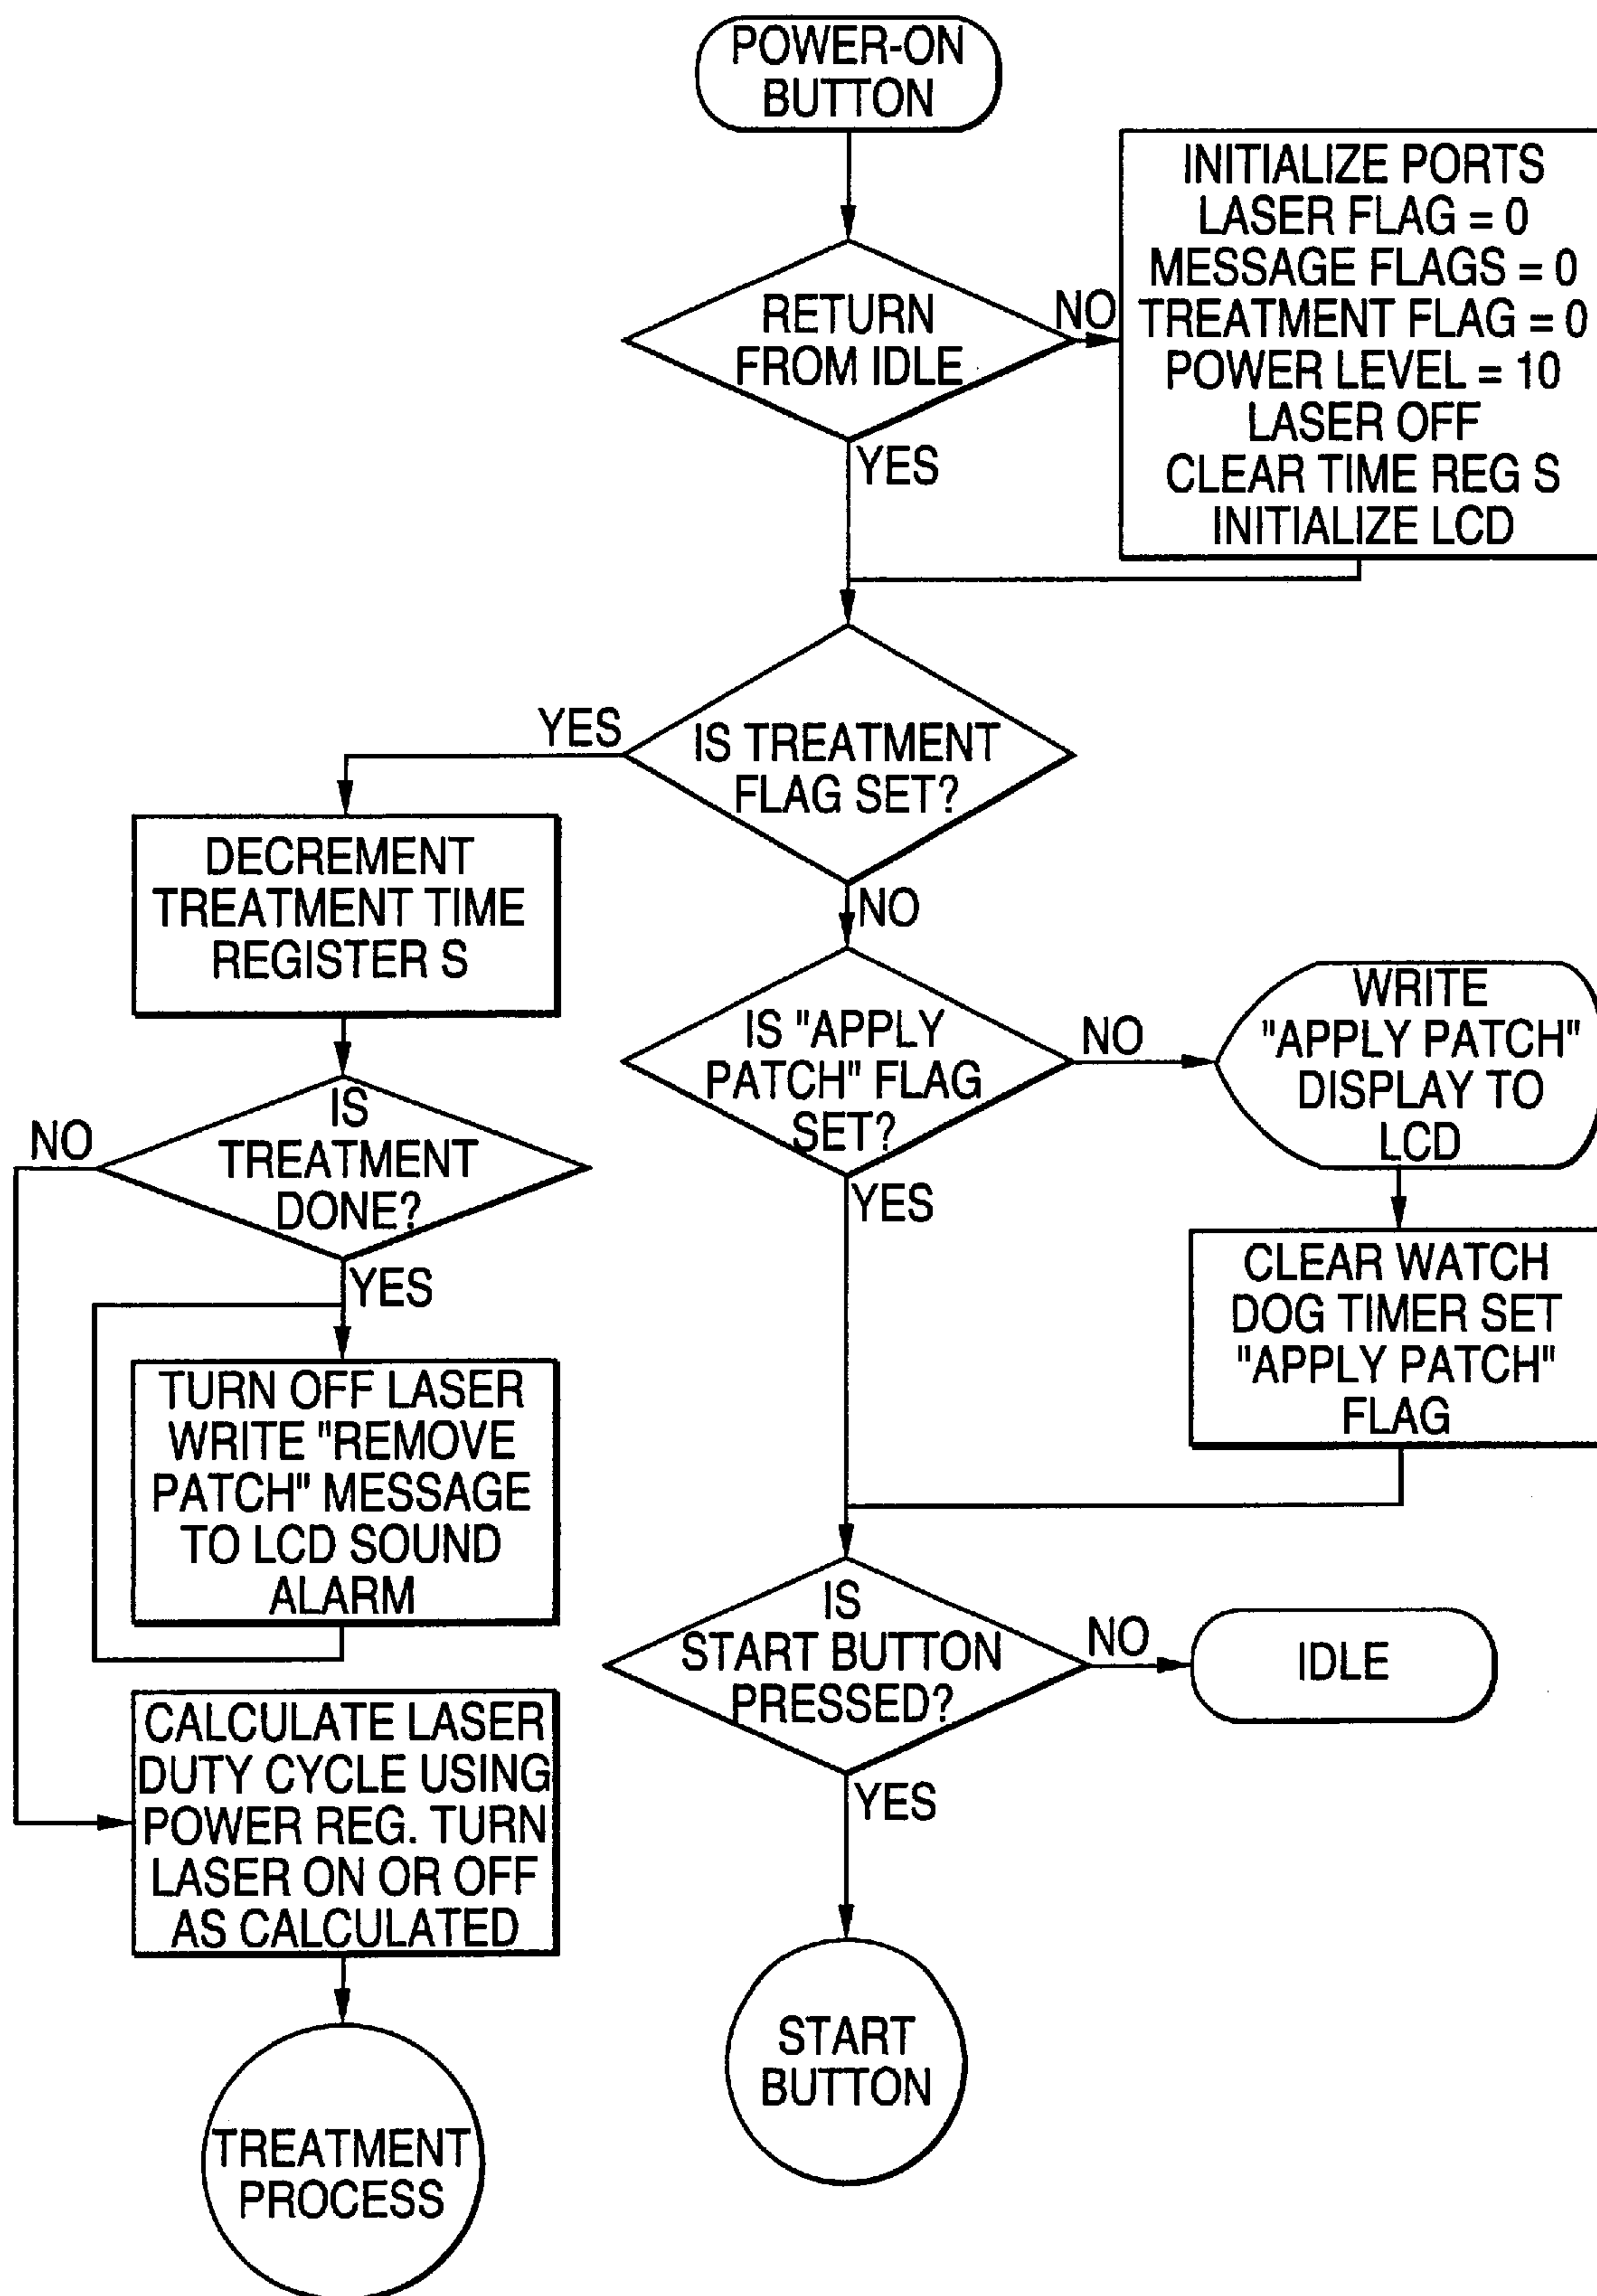 POWER-ON
BUTTON
INITIALIZE PORTS
LASER FLAG = 0
MESSAGE FLAGS = 0
TREATMENT FLAG = 0
POWER LEVEL = 10
LASER OFF
CLEAR TIME REG S
INITIALIZE LCD
RETURN
FROM IDLE
NO
YES
IS TREATMENT
FLAG SET?
YES
NO
DECREMENT
TREATMENT TIME
REGISTER S
IS "APPLY
PATCH" FLAG
SET?
NO
YES
WRITE
"APPLY PATCH"
DISPLAY TO
LCD
IS
TREATMENT
DONE?
NO
YES
CLEAR WATCH
DOG TIMER SET
"APPLY PATCH"
FLAG
TURN OFF LASER
WRITE "REMOVE
PATCH" MESSAGE
TO LCD SOUND
ALARM
IS
START BUTTON
PRESSED?
NO
YES
IDLE
CALCULATE LASER
DUTY CYCLE USING
POWER REG. TURN
LASER ON OR OFF
AS CALCULATED
START
BUTTON
TREATMENT
PROCESS